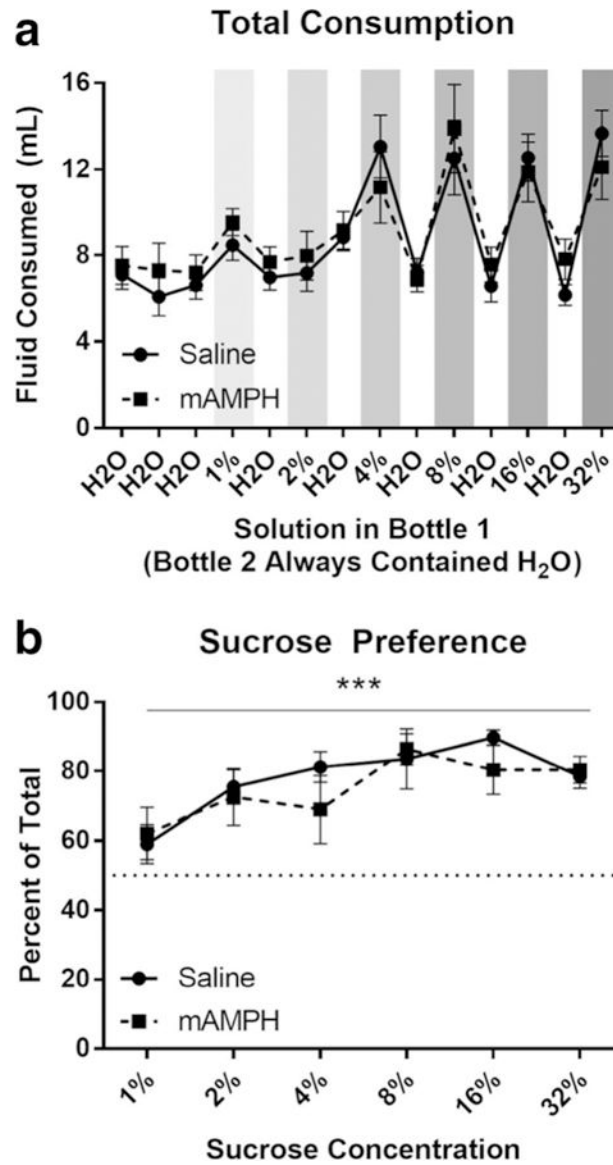 a
Total Consumption
Fluid Consumed (mL)
16
12
8
4
0
Saline
mAMPH
H2O H2O H2O 1% H2O 2% H2O 4% H2O 8% H2O 16% H2O 32%
Solution in Bottle 1
(Bottle 2 Always Contained H₂O)
b
Sucrose Preference
***
Percent of Total
100
80
60
40
20
0
Saline
mAMPH
1% 2% 4% 8% 16% 32%
Sucrose Concentration